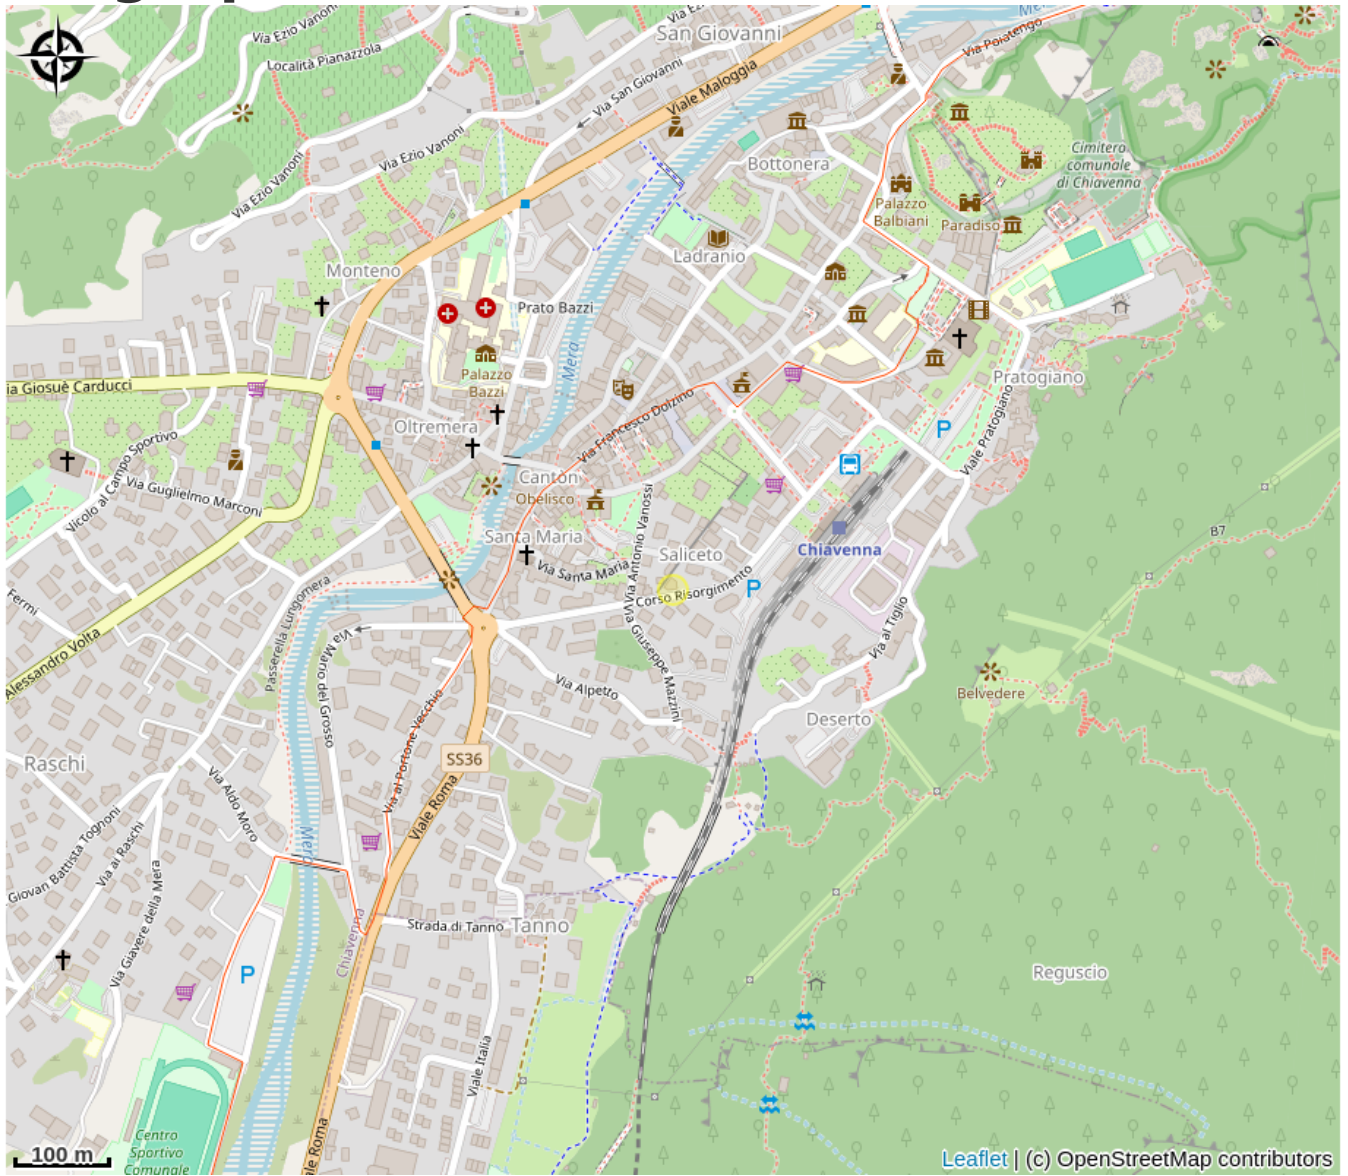 Via Ezio Vanoni
Località Pianazzola
San Giovanni
Via Poiatengo
Via San Giovanni
Viale Maloggia
Via Ezio Vanoni
Via Ezio Vanoni
Bottonera
Cimitero
comunale
di Chiavenna
Palazzo
Balbiani
Paradiso
Ladranio
Monteno
Prato Bazzi
Mera
Palazzo
Bazzi
ia Giosuè Carducci
Pratogiano
Via Francesco Dolzino
Oltremera
P
Viale Pratogiano
Vicolo al Campo Sportivo
Via Guglielmo Marconi
Cantòn
Obelisco
Santa Maria
Via Antonio Vanossi
Saliceto
Chiavenna
B7
Via Santa Maria
Corso Risorgimento
P
Fermi
Passerella Lungomera
Via
Mario del Grosso
Via Giuseppe Mazzini
Via al Tiglio
Alessandro Volta
Via Alpetto
Belvedere
Via al Portone Vecchio
Deserto
SS36
Raschi
Via Aldo Moro
Viale Roma
Giovan Battista Tognoni
Via ai Raschi
Mera
Via Giavere della Mera
Strada di Tanno
Tanno
Chiavenna
P
Reguscio
Viale Italia
Centro
Sportivo
Comunale
ale Roma
100 m
Leaflet | (c) OpenStreetMap contributors